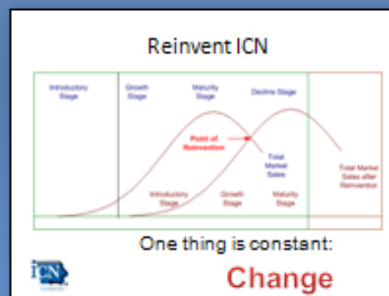 Reinvent ICN
Introductory
Stage
Growth
Stage
Maturity
Stage
Decline Stage
Point of
Reinvention
Total
Market
Sales
Total Market
Sales after
Reinvention
Introductory
Stage
Growth
Stage
Maturity
Stage
One thing is constant:
iCN
Change